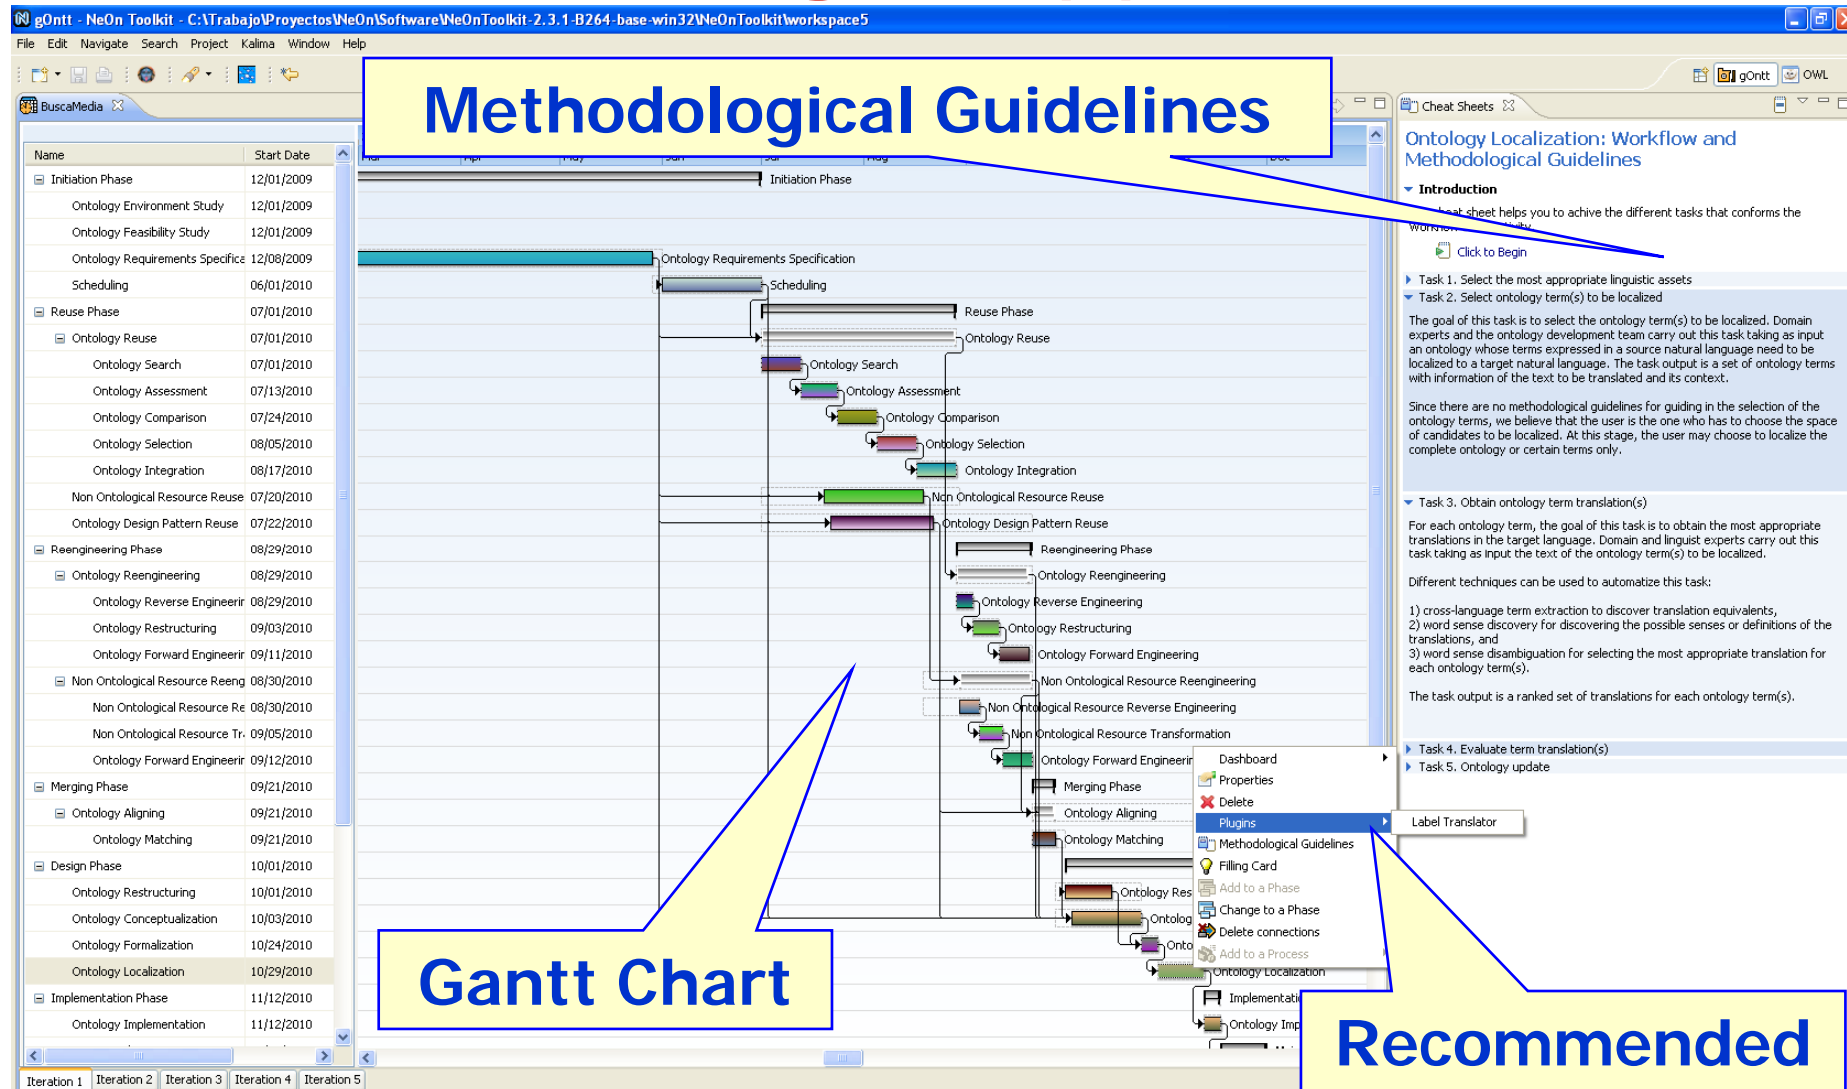 gOntt - NeOn Toolkit - C:\Trabajo\Proyectos\NeOn\Software\NeOnToolkit-2.3.1-B264-base-win32\NeOnToolkit\workspace5
File Edit Navigate Search Project Kalima Window Help
gOntt OWL
BuscaMedia
Methodological Guidelines
Cheat Sheets
Name Start Date
Initiation Phase 12/01/2009
Ontology Environment Study 12/01/2009
Ontology Feasibility Study 12/01/2009
Ontology Requirements Specifica 12/08/2009
Scheduling 06/01/2010
Reuse Phase 07/01/2010
Ontology Reuse 07/01/2010
Ontology Search 07/01/2010
Ontology Assessment 07/13/2010
Ontology Comparison 07/24/2010
Ontology Selection 08/05/2010
Ontology Integration 08/17/2010
Non Ontological Resource Reuse 07/20/2010
Ontology Design Pattern Reuse 07/22/2010
Reengineering Phase 08/29/2010
Ontology Reengineering 08/29/2010
Ontology Reverse Engineerir 08/29/2010
Ontology Restructuring 09/03/2010
Ontology Forward Engineerir 09/11/2010
Non Ontological Resource Reeng 08/30/2010
Non Ontological Resource Re 08/30/2010
Non Ontological Resource Tr 09/05/2010
Ontology Forward Engineerir 09/12/2010
Merging Phase 09/21/2010
Ontology Aligning 09/21/2010
Ontology Matching 09/21/2010
Design Phase 10/01/2010
Ontology Restructuring 10/01/2010
Ontology Conceptualization 10/03/2010
Ontology Formalization 10/24/2010
Ontology Localization 10/29/2010
Implementation Phase 11/12/2010
Ontology Implementation 11/12/2010
Iteration 1 Iteration 2 Iteration 3 Iteration 4 Iteration 5
Initiation Phase
Ontology Requirements Specification
Scheduling
Reuse Phase
Ontology Reuse
Ontology Search
Ontology Assessment
Ontology Comparison
Ontology Selection
Ontology Integration
Non Ontological Resource Reuse
Ontology Design Pattern Reuse
Reengineering Phase
Ontology Reengineering
Ontology Reverse Engineering
Ontology Restructuring
Ontology Forward Engineering
Non Ontological Resource Reengineering
Non Ontological Resource Reverse Engineering
Non Ontological Resource Transformation
Ontology Forward Engineerir
Merging Phase
Ontology Aligning
Ontology Matching
Ontology Res
Ontolog
Onto
Ontology Localization
Implementati
Ontology Imp
Gantt Chart
Dashboard
Properties
Delete
Plugins
Label Translator
Methodological Guidelines
Filling Card
Add to a Phase
Change to a Phase
Delete connections
Add to a Process
Recommended
Ontology Localization: Workflow and
Methodological Guidelines
Introduction
cheat sheet helps you to achive the different tasks that conforms the
Click to Begin
Task 1. Select the most appropriate linguistic assets
Task 2. Select ontology term(s) to be localized
The goal of this task is to select the ontology term(s) to be localized. Domain
experts and the ontology development team carry out this task taking as input
an ontology whose terms expressed in a source natural language need to be
localized to a target natural language. The task output is a set of ontology terms
with information of the text to be translated and its context.
Since there are no methodological guidelines for guiding in the selection of the
ontology terms, we believe that the user is the one who has to choose the space
of candidates to be localized. At this stage, the user may choose to localize the
complete ontology or certain terms only.
Task 3. Obtain ontology term translation(s)
For each ontology term, the goal of this task is to obtain the most appropriate
translations in the target language. Domain and linguist experts carry out this
task taking as input the text of the ontology term(s) to be localized.
Different techniques can be used to automatize this task:
1) cross-language term extraction to discover translation equivalents,
2) word sense discovery for discovering the possible senses or definitions of the
translations, and
3) word sense disambiguation for selecting the most appropriate translation for
each ontology term(s).
The task output is a ranked set of translations for each ontology term(s).
Task 4. Evaluate term translation(s)
Task 5. Ontology update